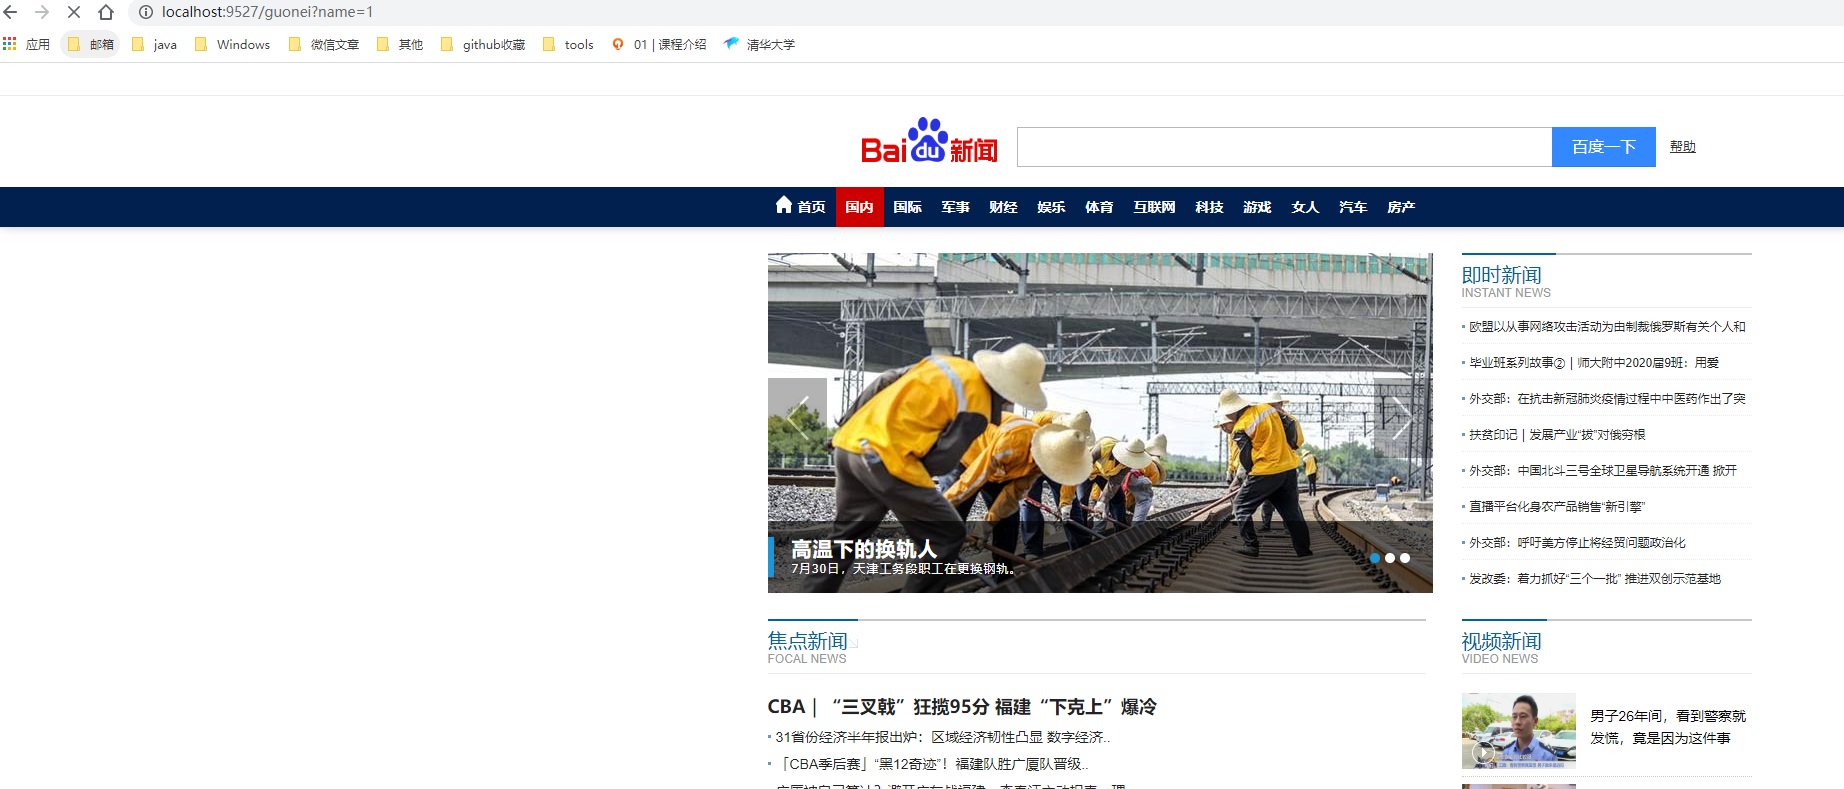 localhost:9527/guonei?name=1
应用 邮箱 java Windows 微信文章 其他 github收藏 tools 01 | 课程介绍 清华大学
Bai du 新闻 百度一下 帮助
首页 国内 国际 军事 财经 娱乐 体育 互联网 科技 游戏 女人 汽车 房产
高温下的换轨人
7月30日，天津工务段职工在更换钢轨。
即时新闻
INSTANT NEWS
欧盟以从事网络攻击活动为由制裁俄罗斯有关个人和
毕业班系列故事② | 师大附中2020届9班：用爱
外交部：在抗击新冠肺炎疫情过程中中医药作出了突
扶贫印记 | 发展产业“拔”对俄穷根
外交部：中国北斗三号全球卫星导航系统开通 掀开
直播平台化身农产品销售“新引擎”
外交部：呼吁美方停止将经贸问题政治化
发改委：着力抓好“三个一批” 推进双创示范基地
焦点新闻
FOCAL NEWS
CBA | “三叉戟”狂揽95分 福建“下克上”爆冷
31省份经济半年报出炉：区域经济韧性凸显 数字经济..
「CBA季后赛」“黑12奇迹”！福建队胜广厦队晋级..
视频新闻
VIDEO NEWS
男子26年间，看到警察就
发慌，竟是因为这件事